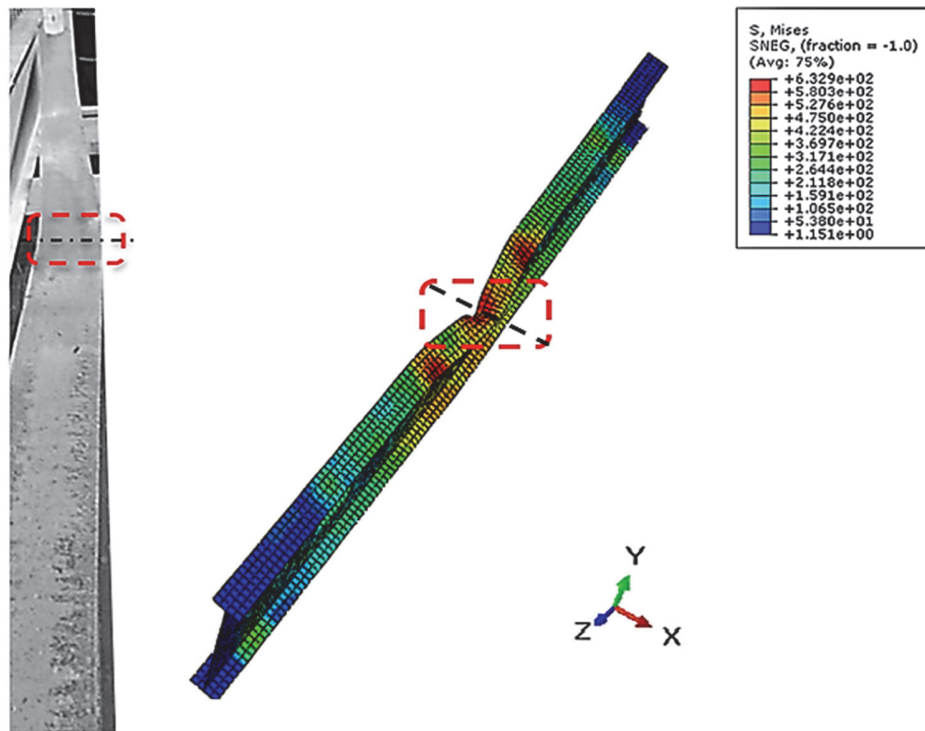 S, Mises
SNEG, (fraction = -1.0)
(Avg: 75%)
+6.329e+02
+5.803e+02
+5.276e+02
+4.750e+02
+4.224e+02
+3.697e+02
+3.171e+02
+2.644e+02
+2.118e+02
+1.591e+02
+1.065e+02
+5.380e+01
+1.151e+00
Y
Z
X